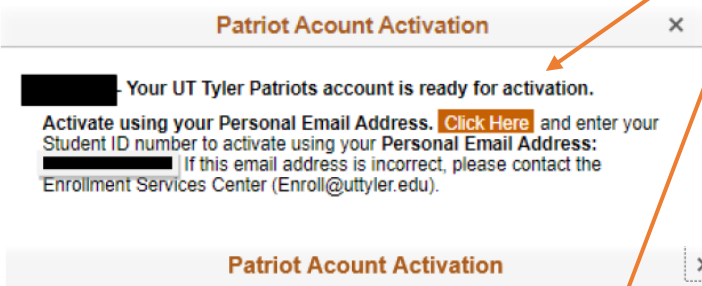 Patriot Acount Activation ×
- Your UT Tyler Patriots account is ready for activation.
Activate using your Personal Email Address. Click Here and enter your
Student ID number to activate using your Personal Email Address:
If this email address is incorrect, please contact the
Enrollment Services Center (Enroll@uttyler.edu).
Patriot Acount Activation